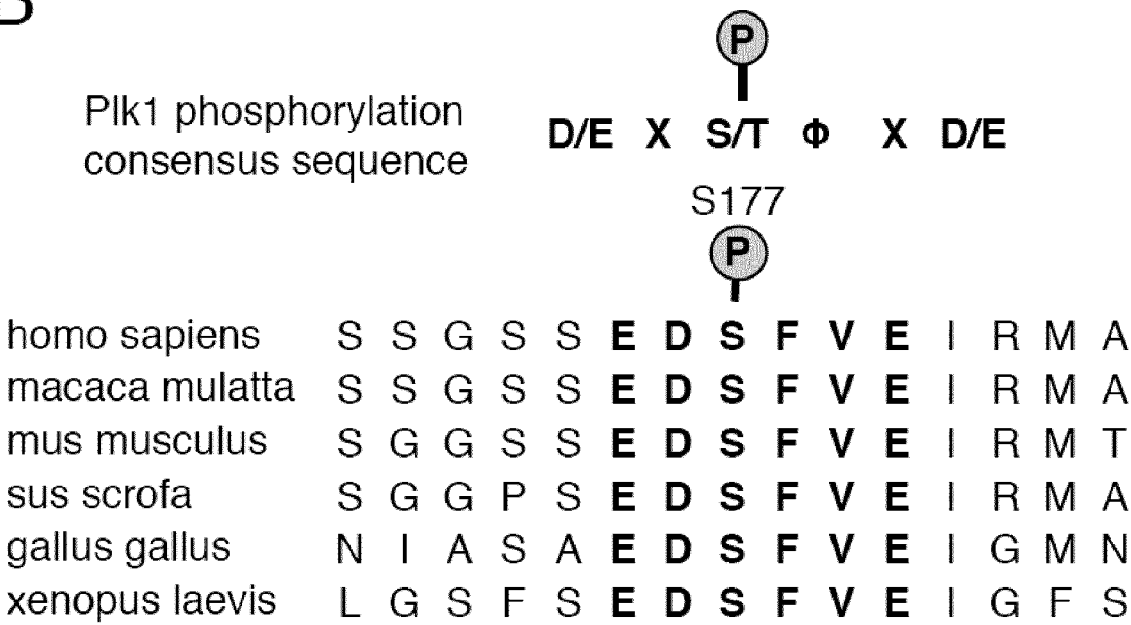 P
Plk1 phosphorylation
consensus sequence
D/E X S/T Φ X D/E
S177
P
homo sapiens S S G S S E D S F V E I R M A
macaca mulatta S S G S S E D S F V E I R M A
mus musculus S G G S S E D S F V E I R M T
sus scrofa S G G P S E D S F V E I R M A
gallus gallus N I A S A E D S F V E I G M N
xenopus laevis L G S F S E D S F V E I G F S